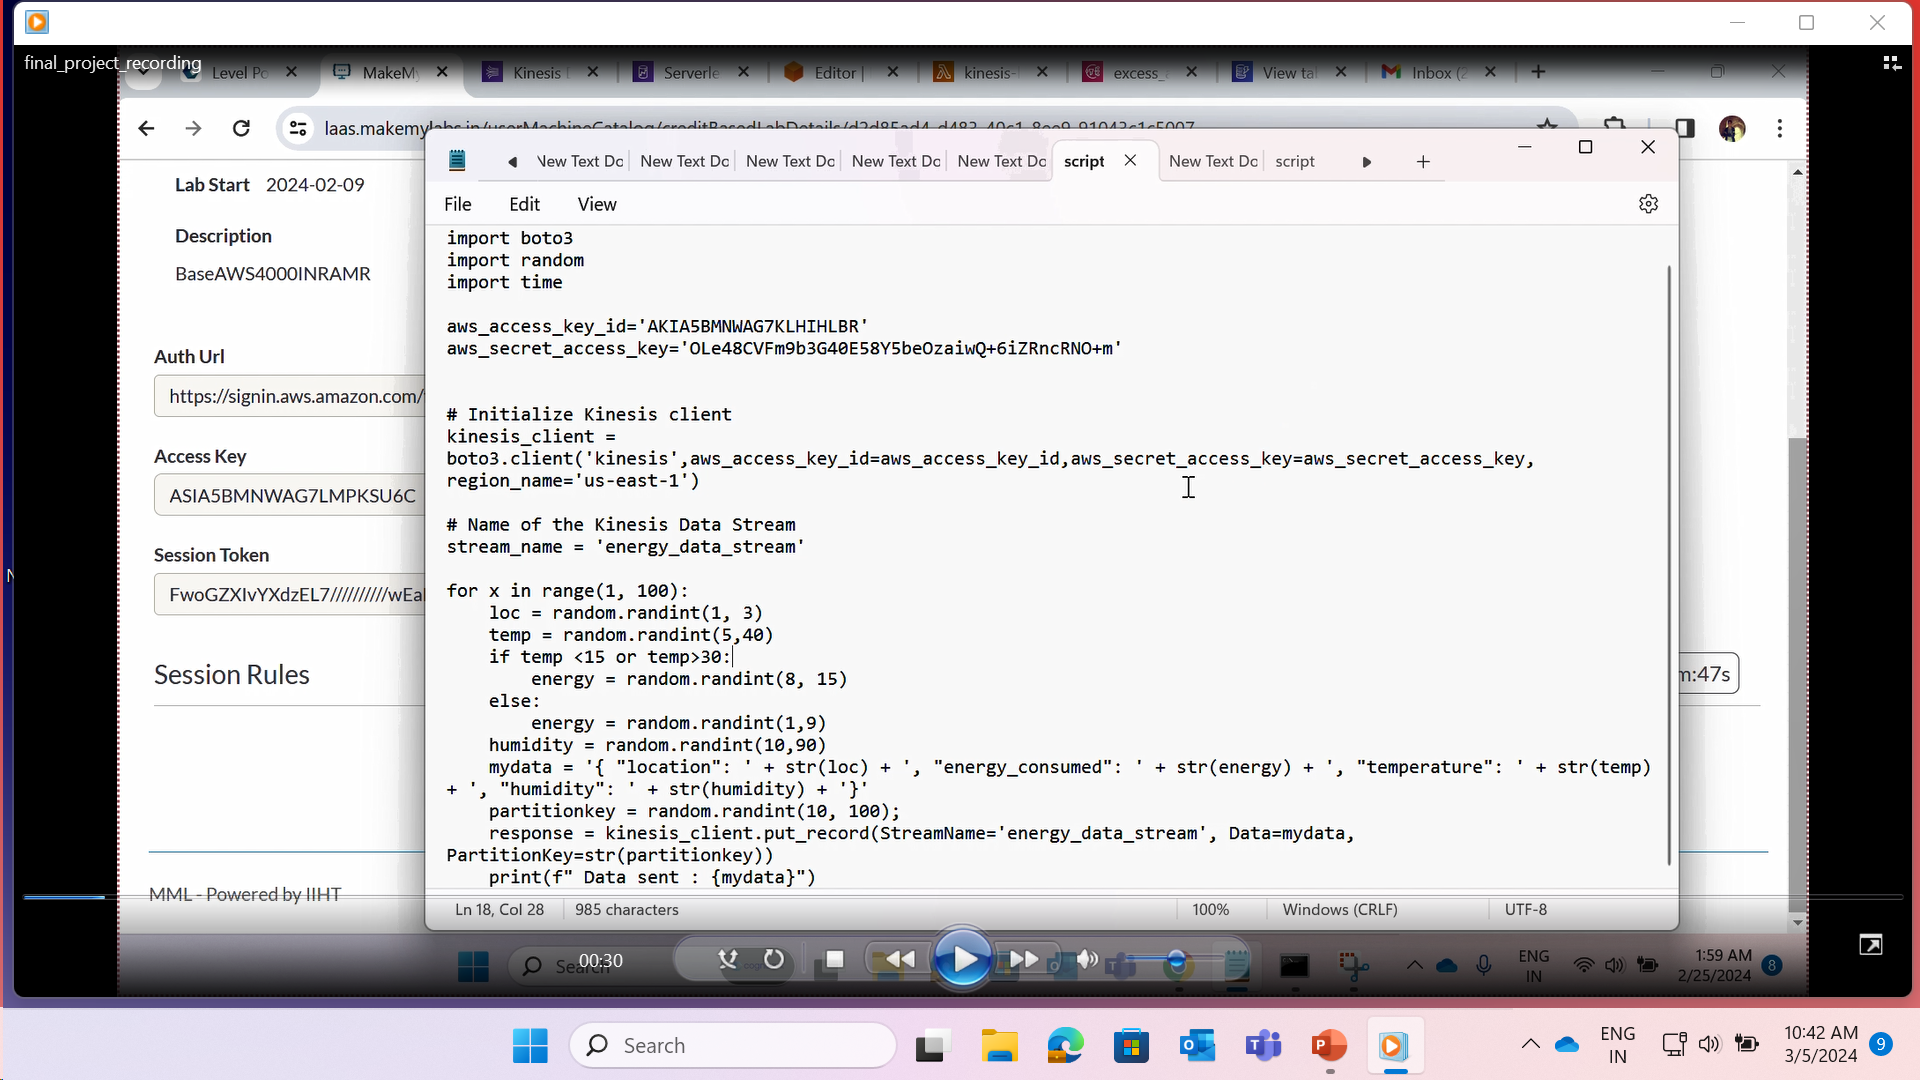 final_project_recording
Level Po
MakeMy
Kinesis
Serverle
Editor |
kinesis-
excess_
View ta
Inbox (2
laas.makemylabs.in/userMachineCatalog/creditBasedLabDetails/
Lab Start 2024-02-09
Description
BaseAWS4000INRAMR
Auth Url
https://signin.aws.amazon.com/
Access Key
ASIA5BMNWAG7LMPKSU6C
Session Token
FwoGZXIvYXdzEL7//////////wEa
Session Rules
m:47s
MML - Powered by IIHT
New Text Do
New Text Do
New Text Do
New Text Do
New Text Do
script
New Text Do
script
File
Edit
View
import boto3
import random
import time
aws_access_key_id='AKIA5BMNWAG7KLHIHLBR'
aws_secret_access_key='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'
# Initialize Kinesis client
kinesis_client =
boto3.client('kinesis',aws_access_key_id=aws_access_key_id,aws_secret_access_key=aws_secret_access_key,
region_name='us-east-1')
# Name of the Kinesis Data Stream
stream_name = 'energy_data_stream'
for x in range(1, 100):
    loc = random.randint(1, 3)
    temp = random.randint(5,40)
    if temp <15 or temp>30:
        energy = random.randint(8, 15)
    else:
        energy = random.randint(1,9)
    humidity = random.randint(10,90)
    mydata = '{ "location": ' + str(loc) + ', "energy_consumed": ' + str(energy) + ', "temperature": ' + str(temp)
+ ', "humidity": ' + str(humidity) + '}'
    partitionkey = random.randint(10, 100);
    response = kinesis_client.put_record(StreamName='energy_data_stream', Data=mydata,
PartitionKey=str(partitionkey))
    print(f" Data sent : {mydata}")
Ln 18, Col 28
985 characters
100%
Windows (CRLF)
UTF-8
Search
00:30
ENG
IN
1:59 AM
2/25/2024
8
Search
ENG
IN
10:42 AM
3/5/2024
9